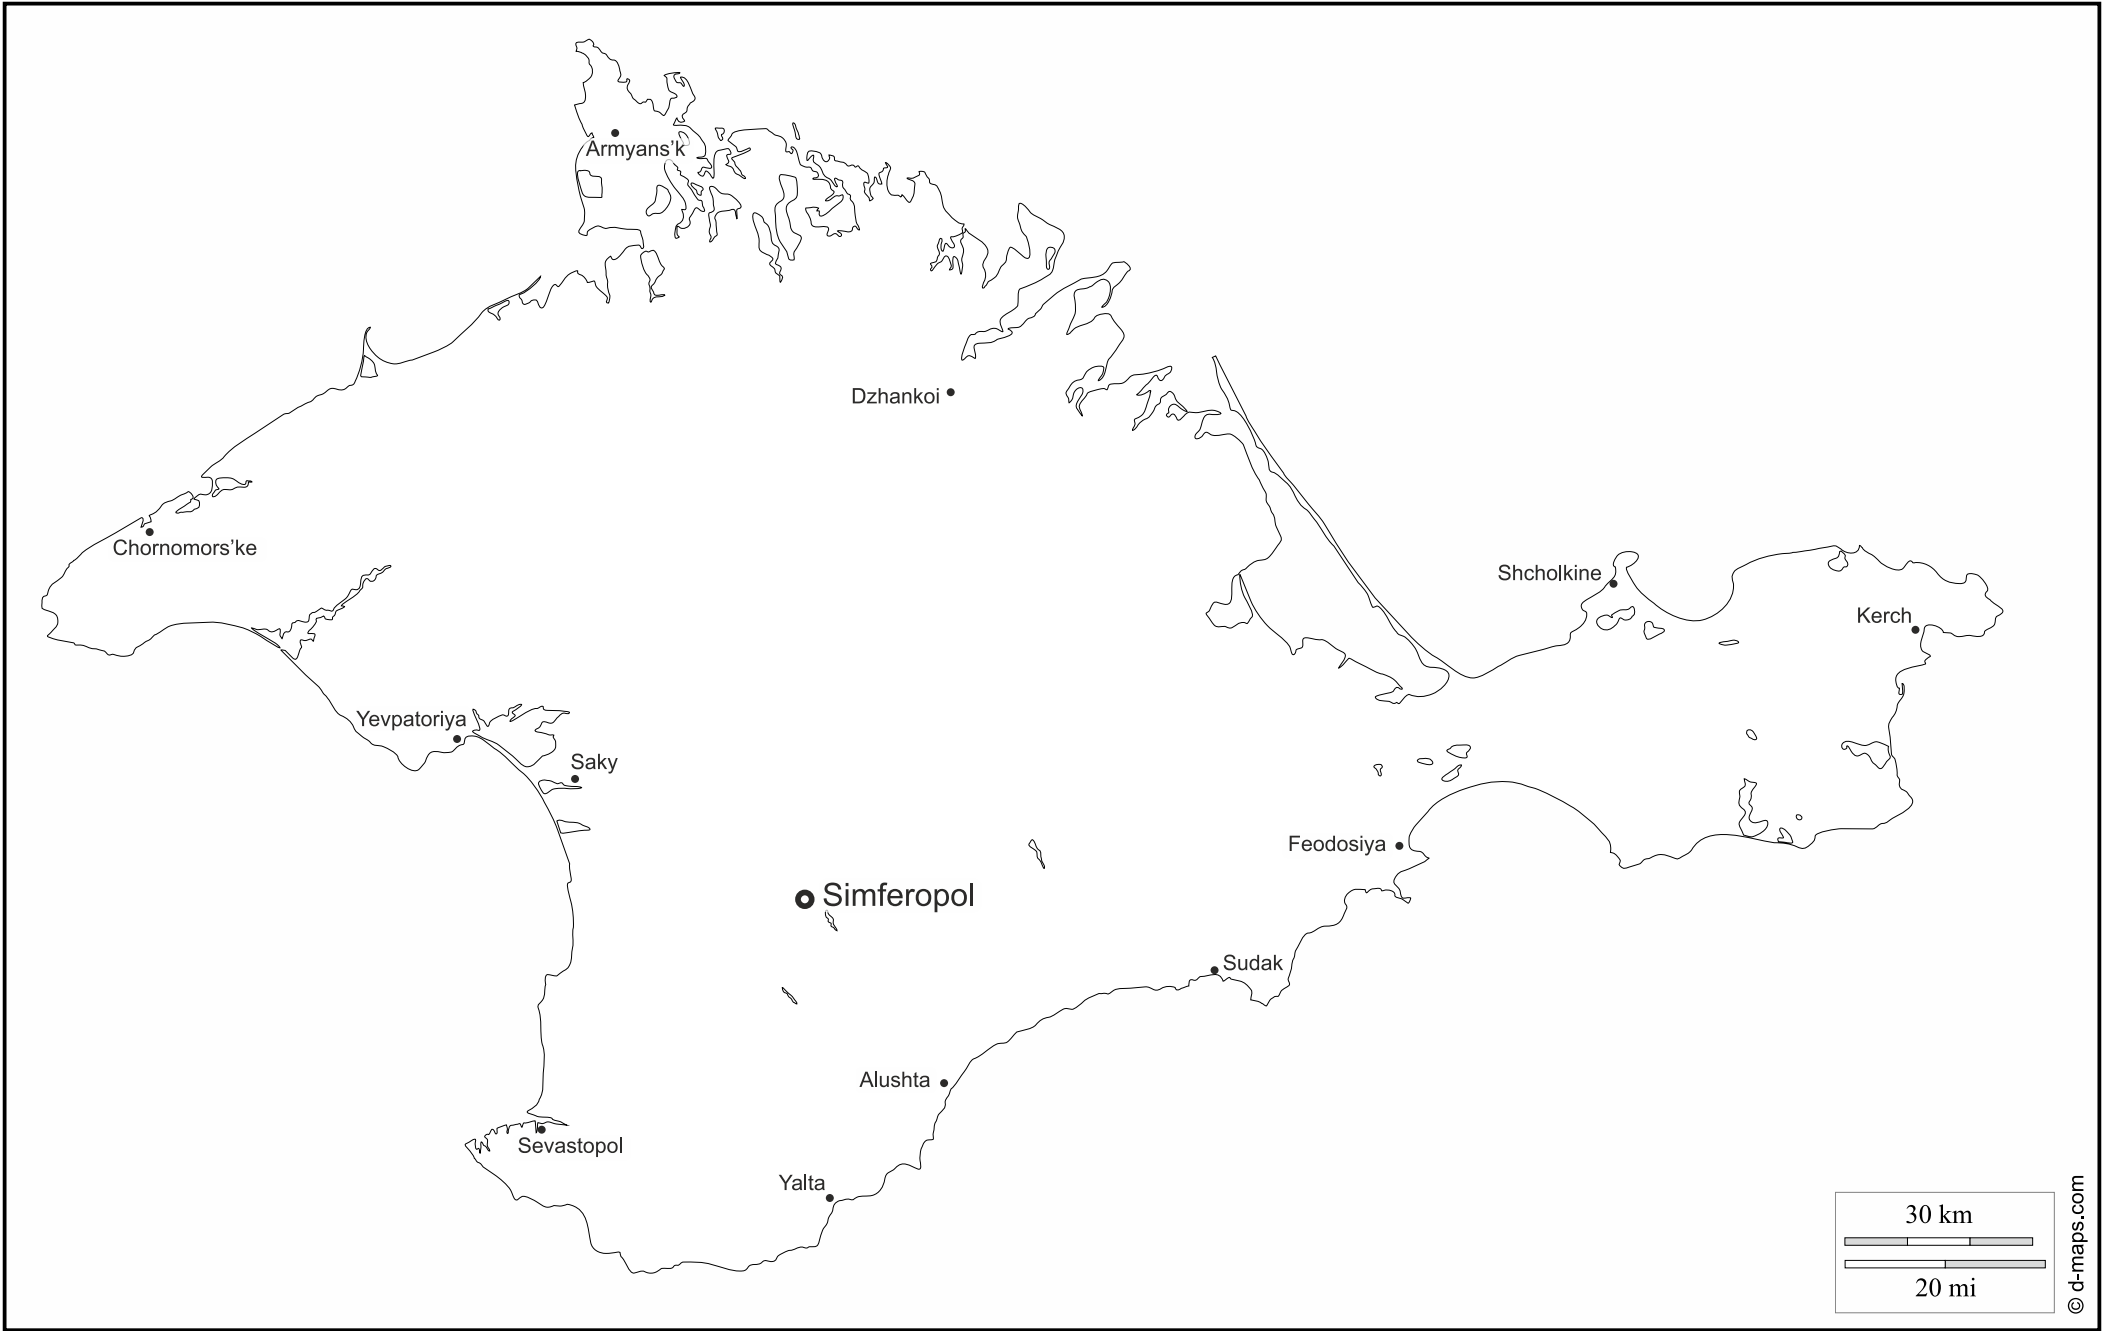 Armyans'k
Dzhankoi
Chornomors'ke
Shcholkine
Kerch
Yevpatoriya
Saky
Feodosiya
Simferopol
Sudak
Alushta
Sevastopol
Yalta
30 km
20 mi
© d-maps.com